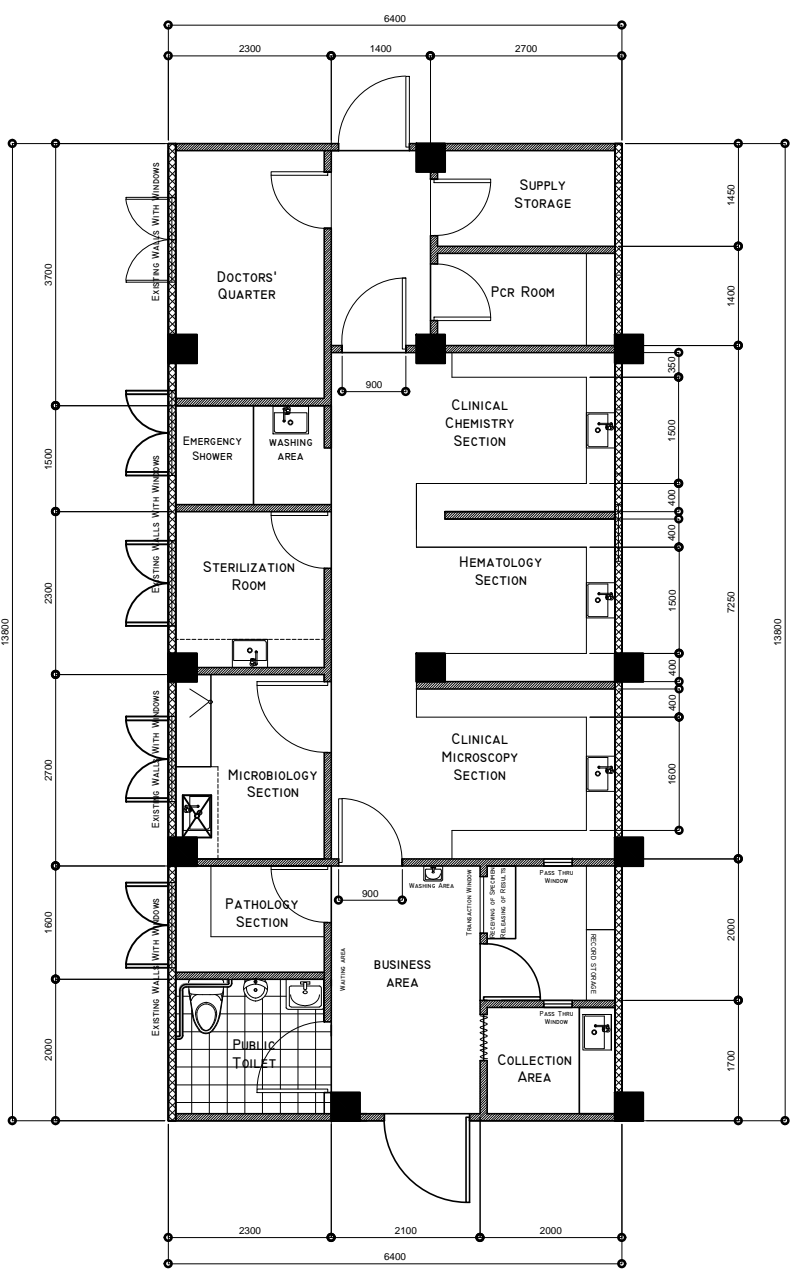 6400
2300
1400
2700
EXISTING WALLS WITH WINDOWS
SUPPLY
STORAGE
1450
3700
DOCTORS'
QUARTER
PCR ROOM
1400
13800
350
900
CLINICAL
CHEMISTRY
SECTION
1500
EMERGENCY
SHOWER
WASHING
AREA
1500
400
EXISTING WALLS WITH WINDOWS
400
HEMATOLOGY
SECTION
STERILIZATION
ROOM
2300
1500
7250
13800
400
400
EXISTING WALLS WITH WINDOWS
CLINICAL
MICROSCOPY
SECTION
2700
MICROBIOLOGY
SECTION
1600
900
WASHING AREA
TRANSACTION WINDOW
RECEIVING OF SPECIMEN
RELEASING OF RESULTS
PASS THRU
WINDOW
EXISTING WALLS WITH WINDOWS
1600
PATHOLOGY
SECTION
WAITING AREA
BUSINESS
AREA
RECORD STORAGE
2000
PASS THRU
WINDOW
2000
PUBLIC
TOILET
COLLECTION
AREA
1700
2300
2100
2000
6400